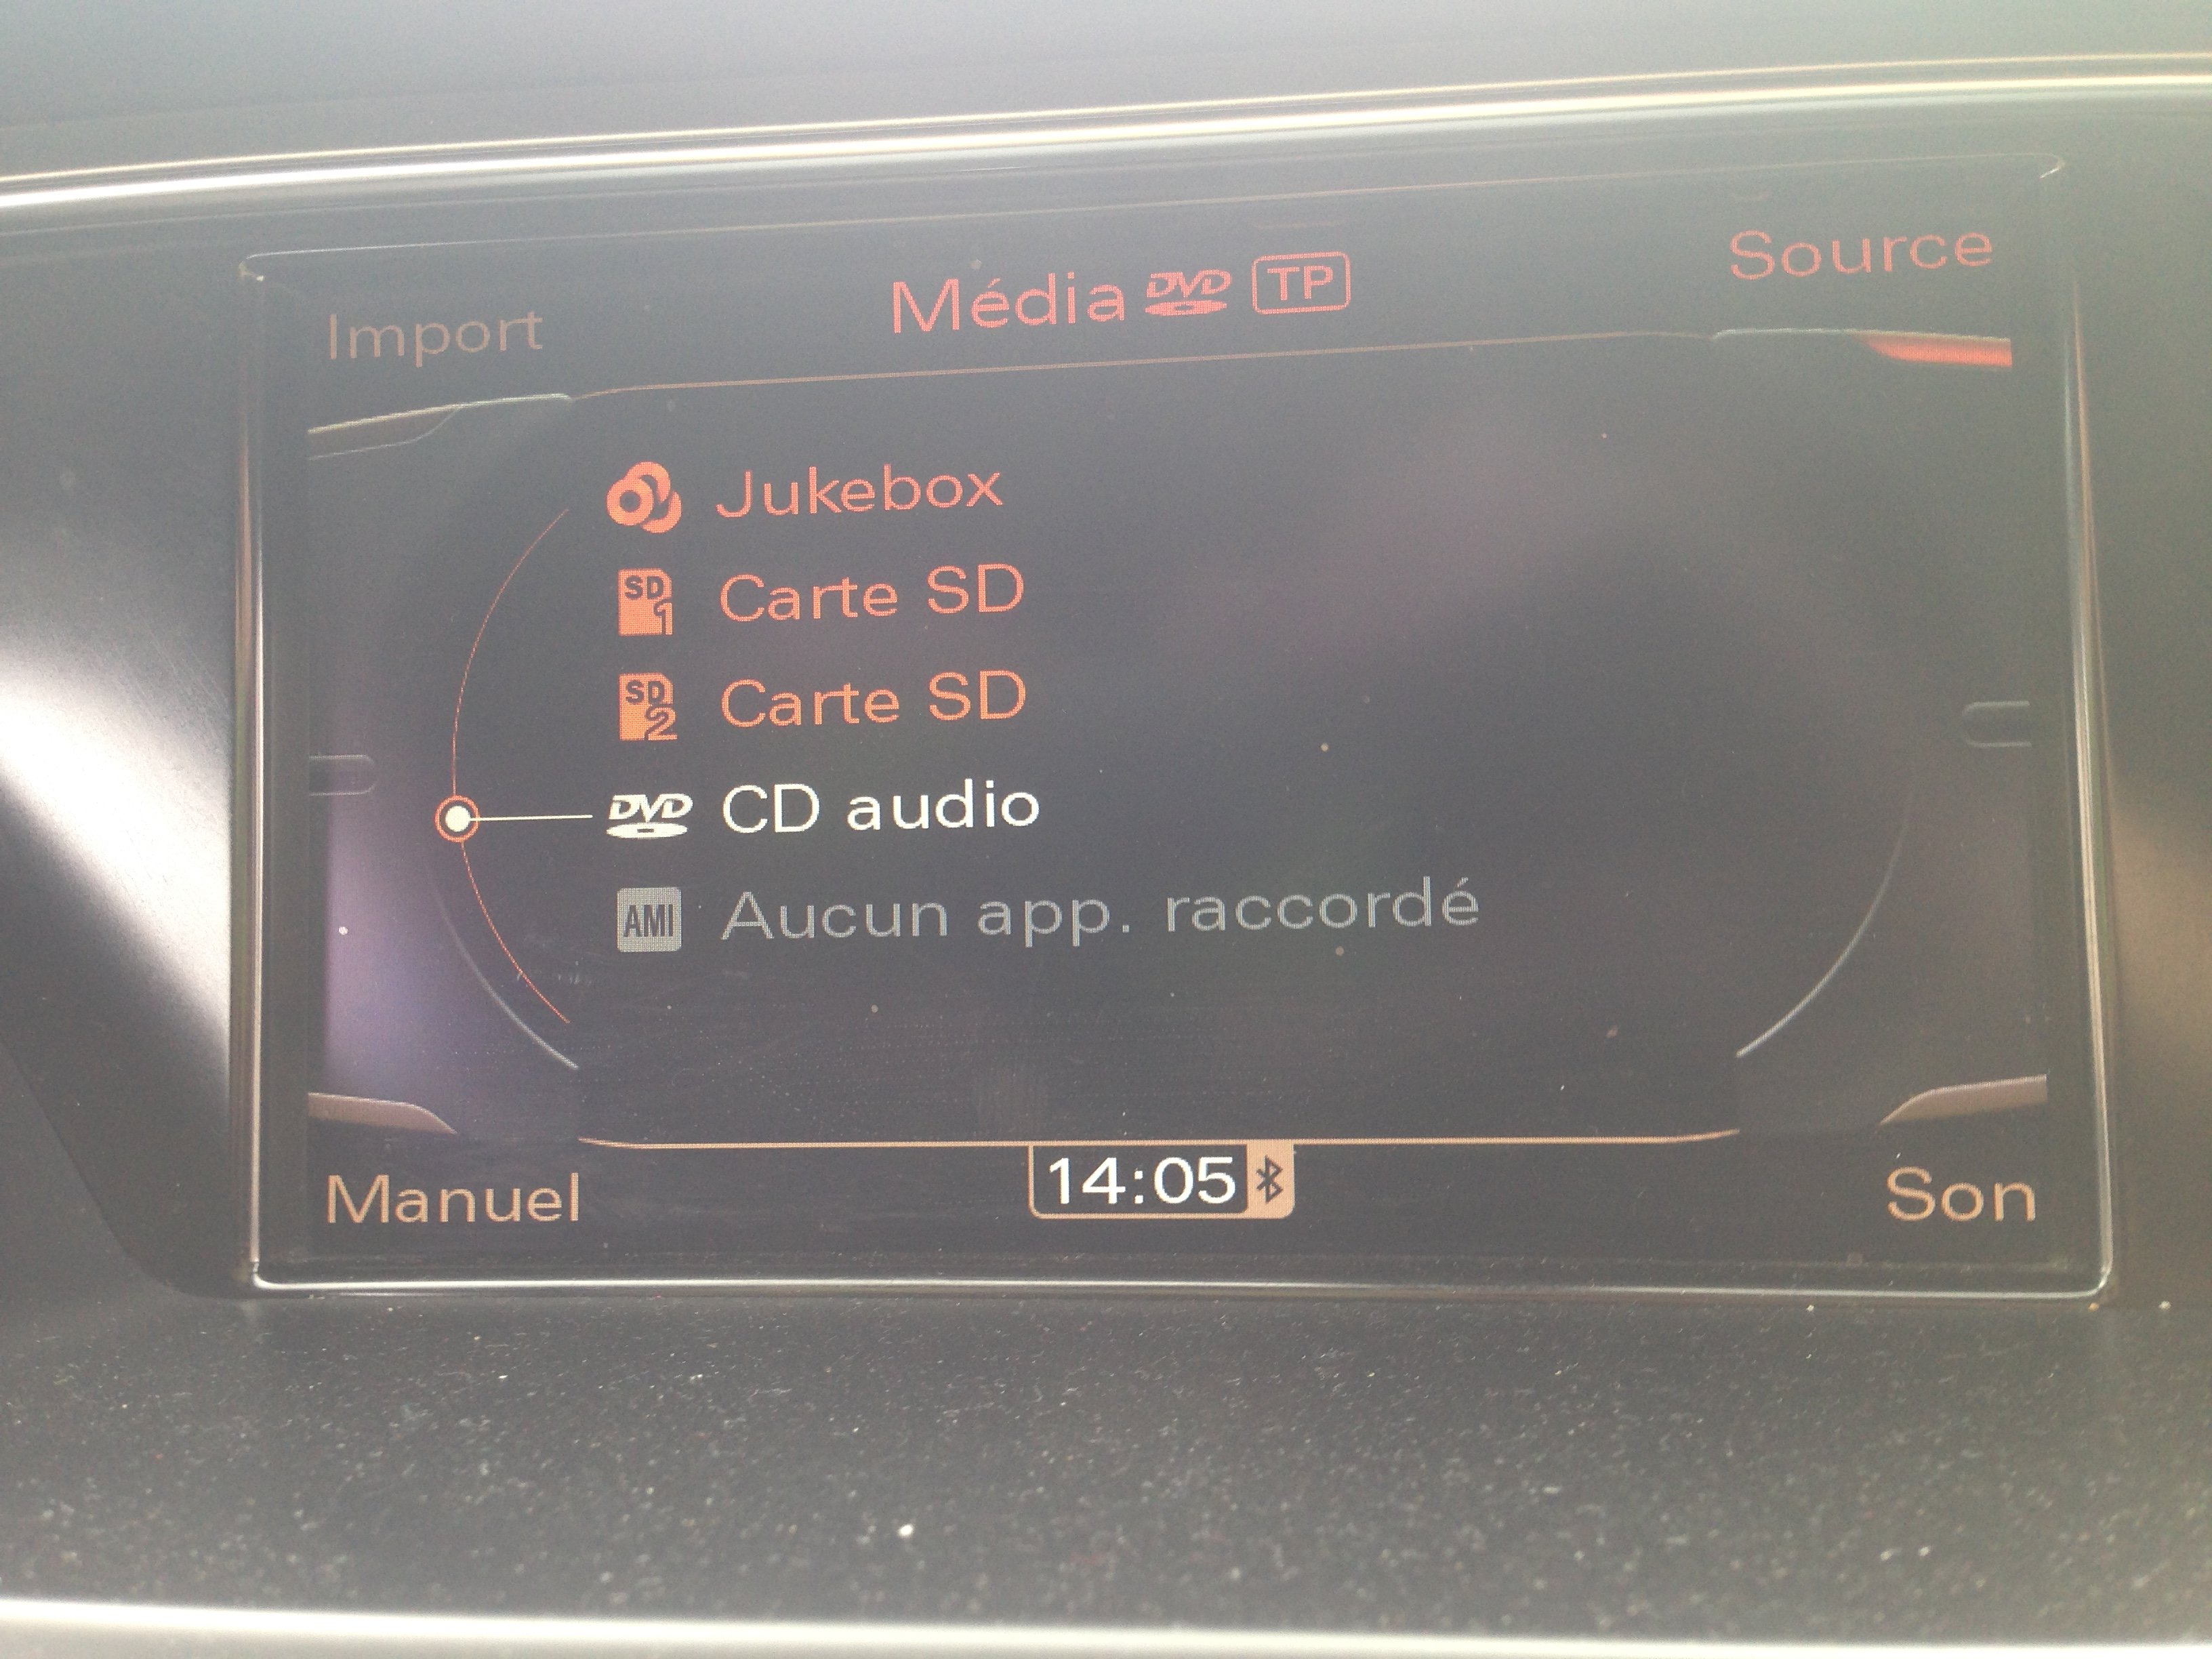 Import
Média DVD TP
Source
Jukebox
SD 1 Carte SD
SD 2 Carte SD
DVD CD audio
AMI Aucun app. raccordé
Manuel
14:05
Son